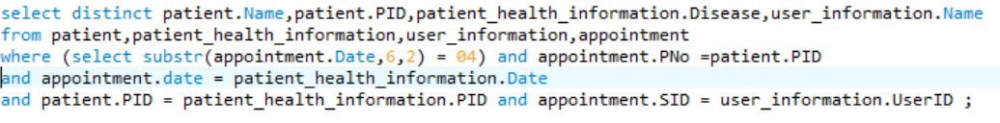 select distinct patient.Name,patient.PID,patient_health_information.Disease,user_information.Name
from patient,patient_health_information,user_information,appointment
where (select substr(appointment.Date,6,2) = 04) and appointment.PNo =patient.PID
and appointment.date = patient_health_information.Date
and patient.PID = patient_health_information.PID and appointment.SID = user_information.UserID ;